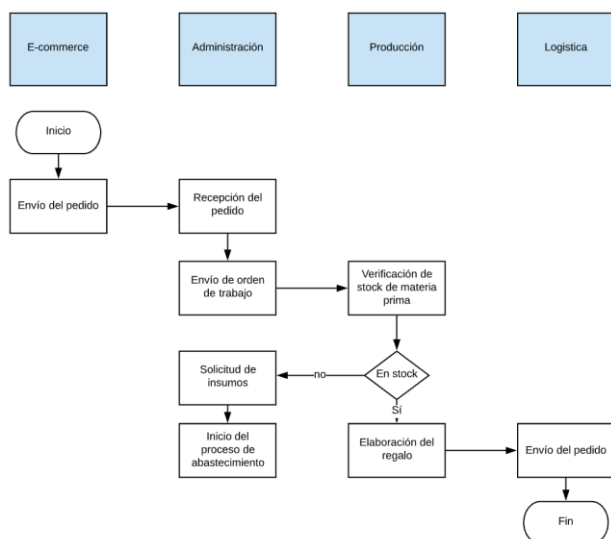 E-commerce
Administración
Producción
Logistica
Inicio
Envío del pedido
Recepción del
pedido
Envío de orden
de trabajo
Verificación de
stock de materia
prima
Solicitud de
insumos
no
En stock
Sí
Inicio del
proceso de
abastecimiento
Elaboración del
regalo
Envío del pedido
Fin